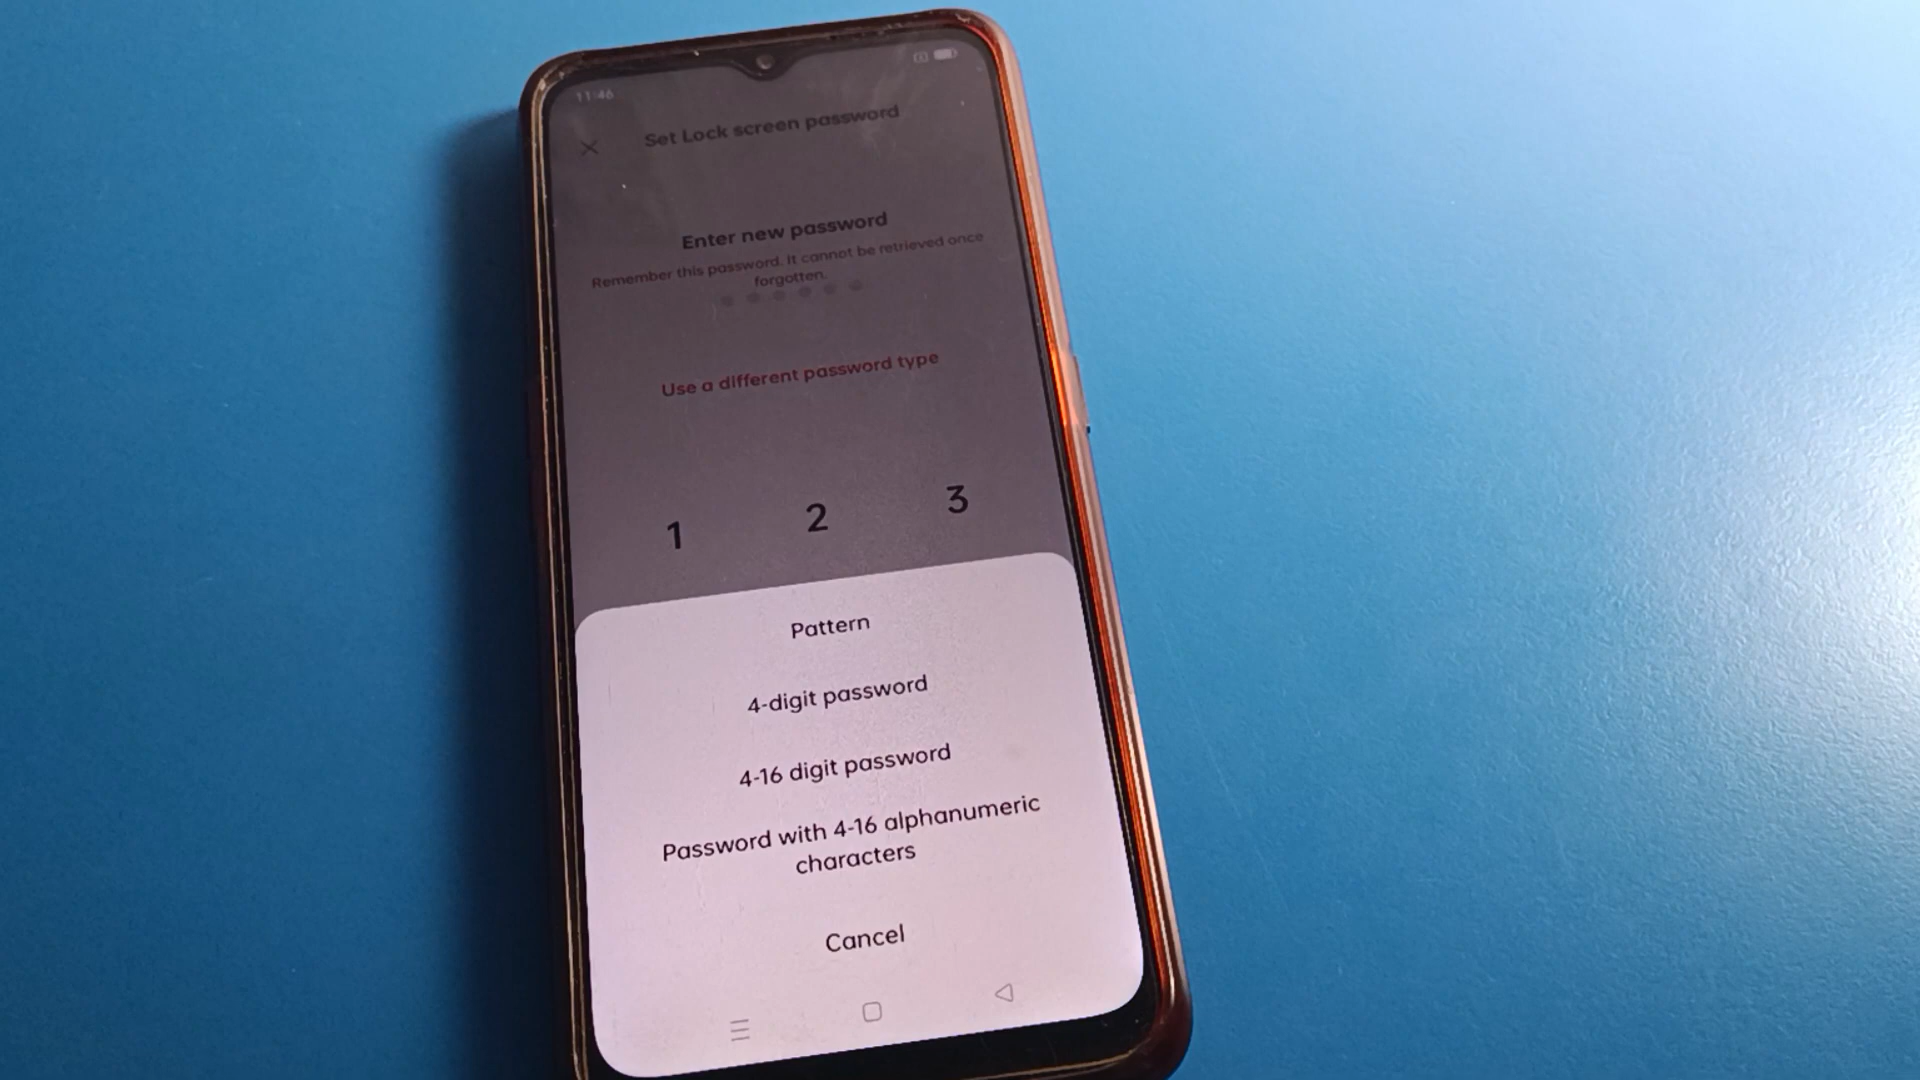 11:46
Set Lock screen password
Enter new password
Remember this password. It cannot be retrieved once
forgotten.
Use a different password type
1 2 3
Pattern
4-digit password
4-16 digit password
Password with 4-16 alphanumeric
characters
Cancel